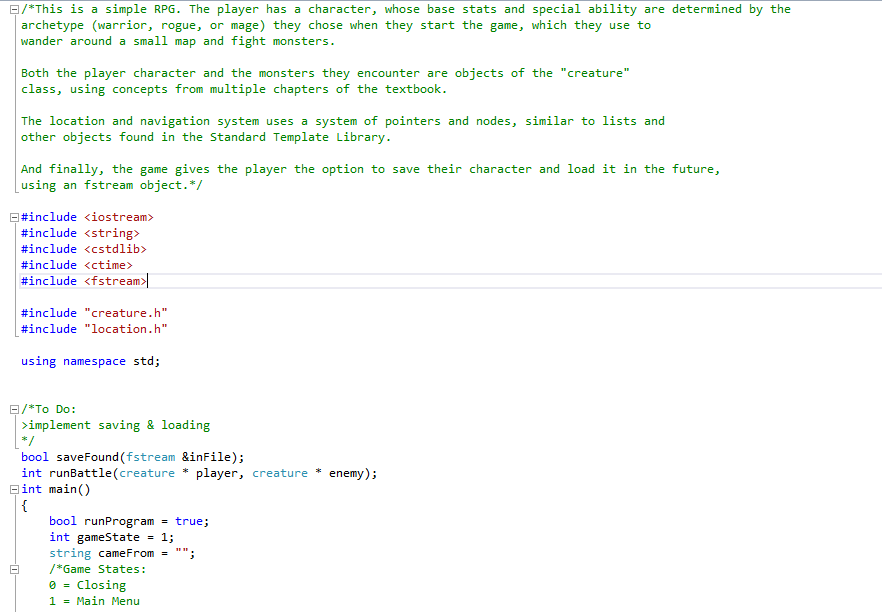 /*This is a simple RPG. The player has a character, whose base stats and special ability are determined by the
archetype (warrior, rogue, or mage) they chose when they start the game, which they use to
wander around a small map and fight monsters.
Both the player character and the monsters they encounter are objects of the "creature"
class, using concepts from multiple chapters of the textbook.
The location and navigation system uses a system of pointers and nodes, similar to lists and
other objects found in the Standard Template Library.
And finally, the game gives the player the option to save their character and load it in the future,
using an fstream object.*/
#include <iostream>
#include <string>
#include <cstdlib>
#include <ctime>
#include <fstream>
#include "creature.h"
#include "location.h"
using namespace std;
/*To Do:
>implement saving & loading
*/
bool saveFound(fstream &inFile);
int runBattle(creature * player, creature * enemy);
int main()
{
bool runProgram = true;
int gameState = 1;
string cameFrom = "";
/*Game States:
0 = Closing
1 = Main Menu